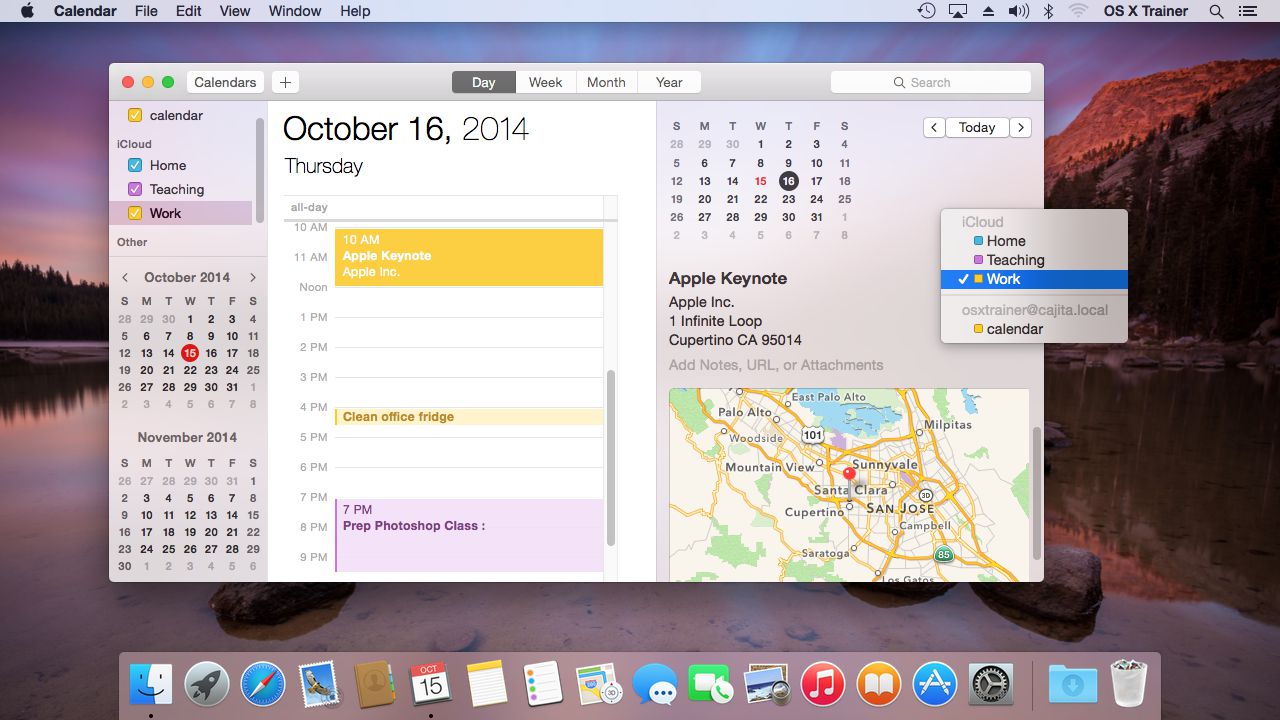 Calendar File Edit View Window Help OS X Trainer
Calendars + Day Week Month Year Search
calendar
iCloud
Home
Teaching
Work
Other
October 2014
S M T W T F S
28 29 30 1 2 3 4
5 6 7 8 9 10 11
12 13 14 15 16 17 18
19 20 21 22 23 24 25
26 27 28 29 30 31 1
2 3 4 5 6 7 8
November 2014
S M T W T F S
26 27 28 29 30 31 1
2 3 4 5 6 7 8
9 10 11 12 13 14 15
16 17 18 19 20 21 22
23 24 25 26 27 28 29
30 1 2 3 4 5 6
October 16, 2014
Thursday
all-day
10 AM
10 AM
Apple Keynote
11 AM
Apple Inc.
Noon
1 PM
2 PM
3 PM
4 PM
Clean office fridge
5 PM
6 PM
7 PM
7 PM
Prep Photoshop Class :
8 PM
9 PM
S M T W T F S
28 29 30 1 2 3 4
5 6 7 8 9 10 11
12 13 14 15 16 17 18
19 20 21 22 23 24 25
26 27 28 29 30 31 1
2 3 4 5 6 7 8
< Today >
iCloud
Home
Teaching
Work
osxtrainer@cajita.local
calendar
Apple Keynote
Apple Inc.
1 Infinite Loop
Cupertino CA 95014
Add Notes, URL, or Attachments
East Palo Alto
Palo Alto
Milpitas
101
Woodside
Mountain View
Sunnyvale
Santa Clara
3D
Cupertino
SAN JOSE
Campbell
Saratoga
85
Los Gatos
OCT
15
3D